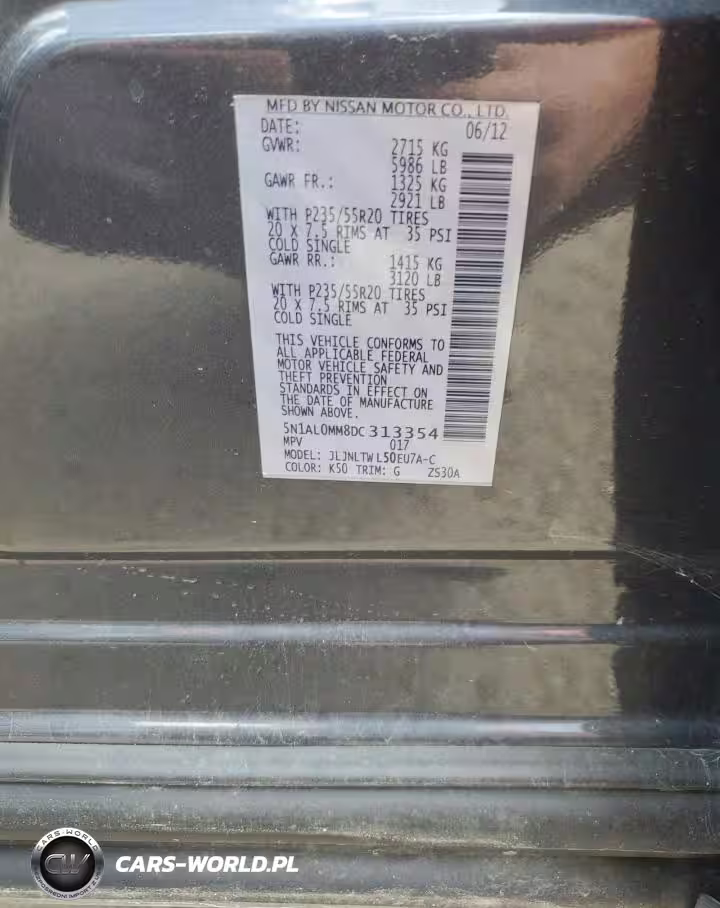 MFD BY NISSAN MOTOR CO., LTD.
DATE: 06/12
GVWR: 2715 KG
5986 LB
GAWR FR.: 1325 KG
2921 LB
WITH P235/55R20 TIRES
20 X 7.5 RIMS AT 35 PSI
COLD SINGLE
GAWR RR.: 1415 KG
3120 LB
WITH P235/55R20 TIRES
20 X 7.5 RIMS AT 35 PSI
COLD SINGLE
THIS VEHICLE CONFORMS TO
ALL APPLICABLE FEDERAL
MOTOR VEHICLE SAFETY AND
THEFT PREVENTION
STANDARDS IN EFFECT ON
THE DATE OF MANUFACTURE
SHOWN ABOVE.
5N1AL0MM8DC313354
MPV 017
MODEL: JLJNLTWL50EU7A-C
COLOR: K50 TRIM: G ZS30A
CARS-WORLD
CW
CARS-WORLD.PL